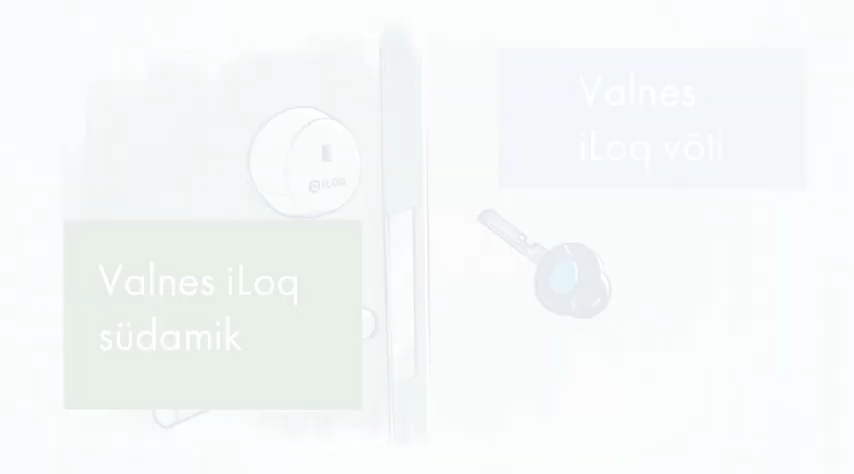 Valnes
iLoq võti
iLOQ
Valnes iLoq
südamik